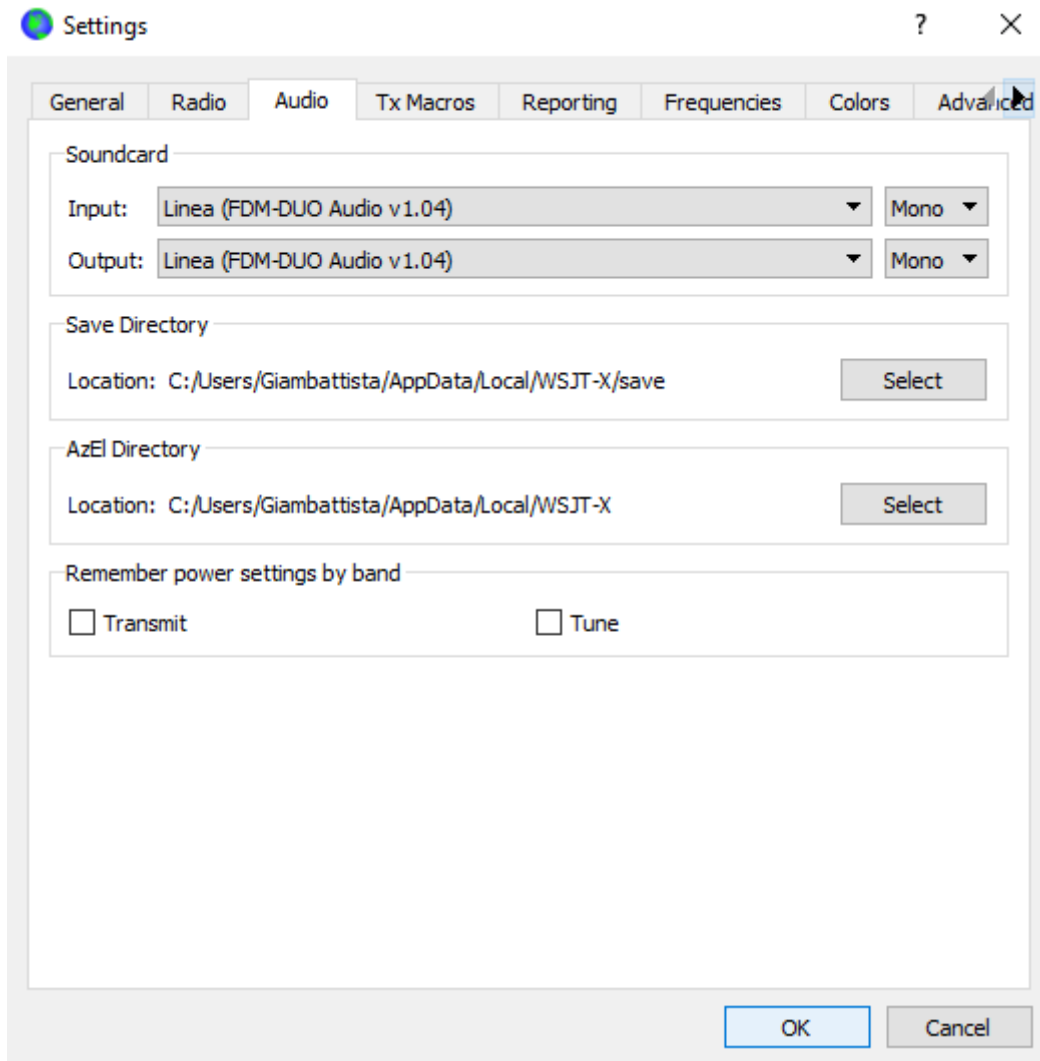 Settings ?
General Radio Audio Tx Macros Reporting Frequencies Colors Advanced
Soundcard
Input: Linea (FDM-DUO Audio v1.04) Mono
Output: Linea (FDM-DUO Audio v1.04) Mono
Save Directory
Location: C:/Users/Giambattista/AppData/Local/WSJT-X/save Select
AzEl Directory
Location: C:/Users/Giambattista/AppData/Local/WSJT-X Select
Remember power settings by band
Transmit Tune
OK Cancel